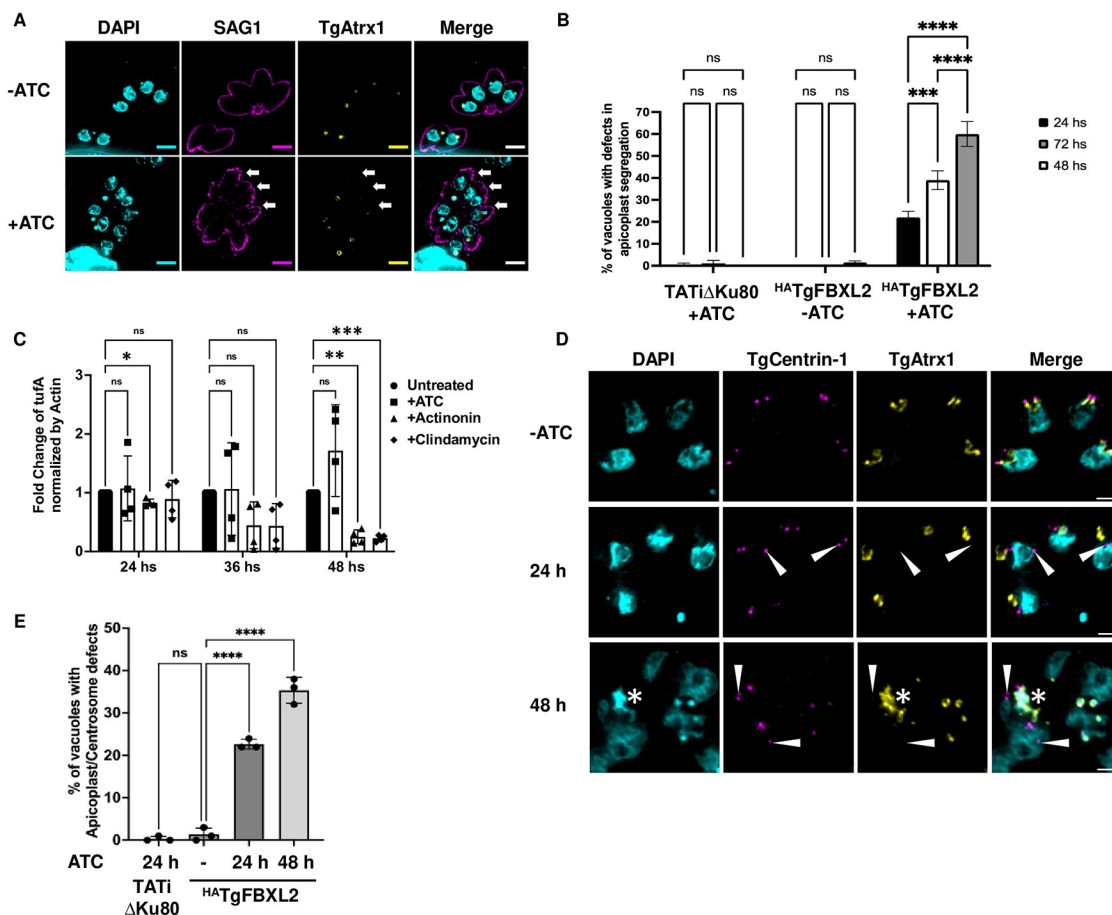 A
DAPI SAG1 TgAtrx1 Merge
-ATC
+ATC
B
% of vacuoles with defects in
apicoplast segregation
70
60
50
40
30
20
10
0
ns
ns ns
ns
ns ns
****
****
***
24 hs
72 hs
48 hs
TATiΔKu80
+ATC
HATgFBXL2
-ATC
HATgFBXL2
+ATC
C
Fold Change of tufA
normalized by Actin
3
2
1
0
ns
*
ns
ns
ns
ns
***
**
ns
Untreated
+ATC
+Actinonin
+Clindamycin
24 hs 36 hs 48 hs
D
DAPI TgCentrin-1 TgAtrx1 Merge
-ATC
24 h
48 h
* * *
E
% of vacuoles with
Apicoplast/Centrosome defects
50
40
30
20
10
0
****
ns ****
ATC 24 h - 24 h 48 h
TATi
ΔKu80
HATgFBXL2